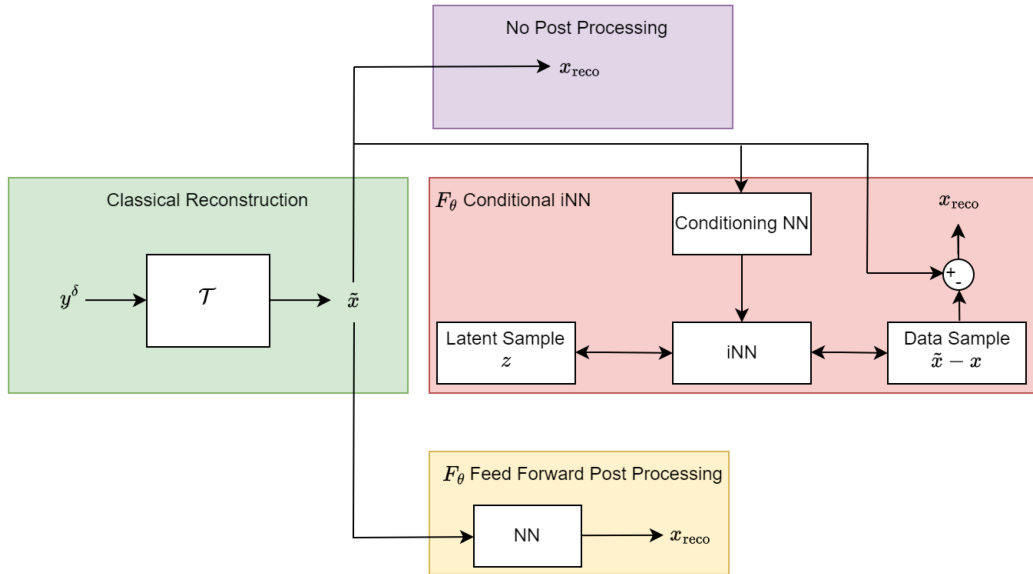 No Post Processing
x_reco
Classical Reconstruction
y^δ
𝒯
x̃
F_θ Conditional iNN
Conditioning NN
x_reco
+
-
Latent Sample
z
iNN
Data Sample
x̃ − x
F_θ Feed Forward Post Processing
NN
x_reco